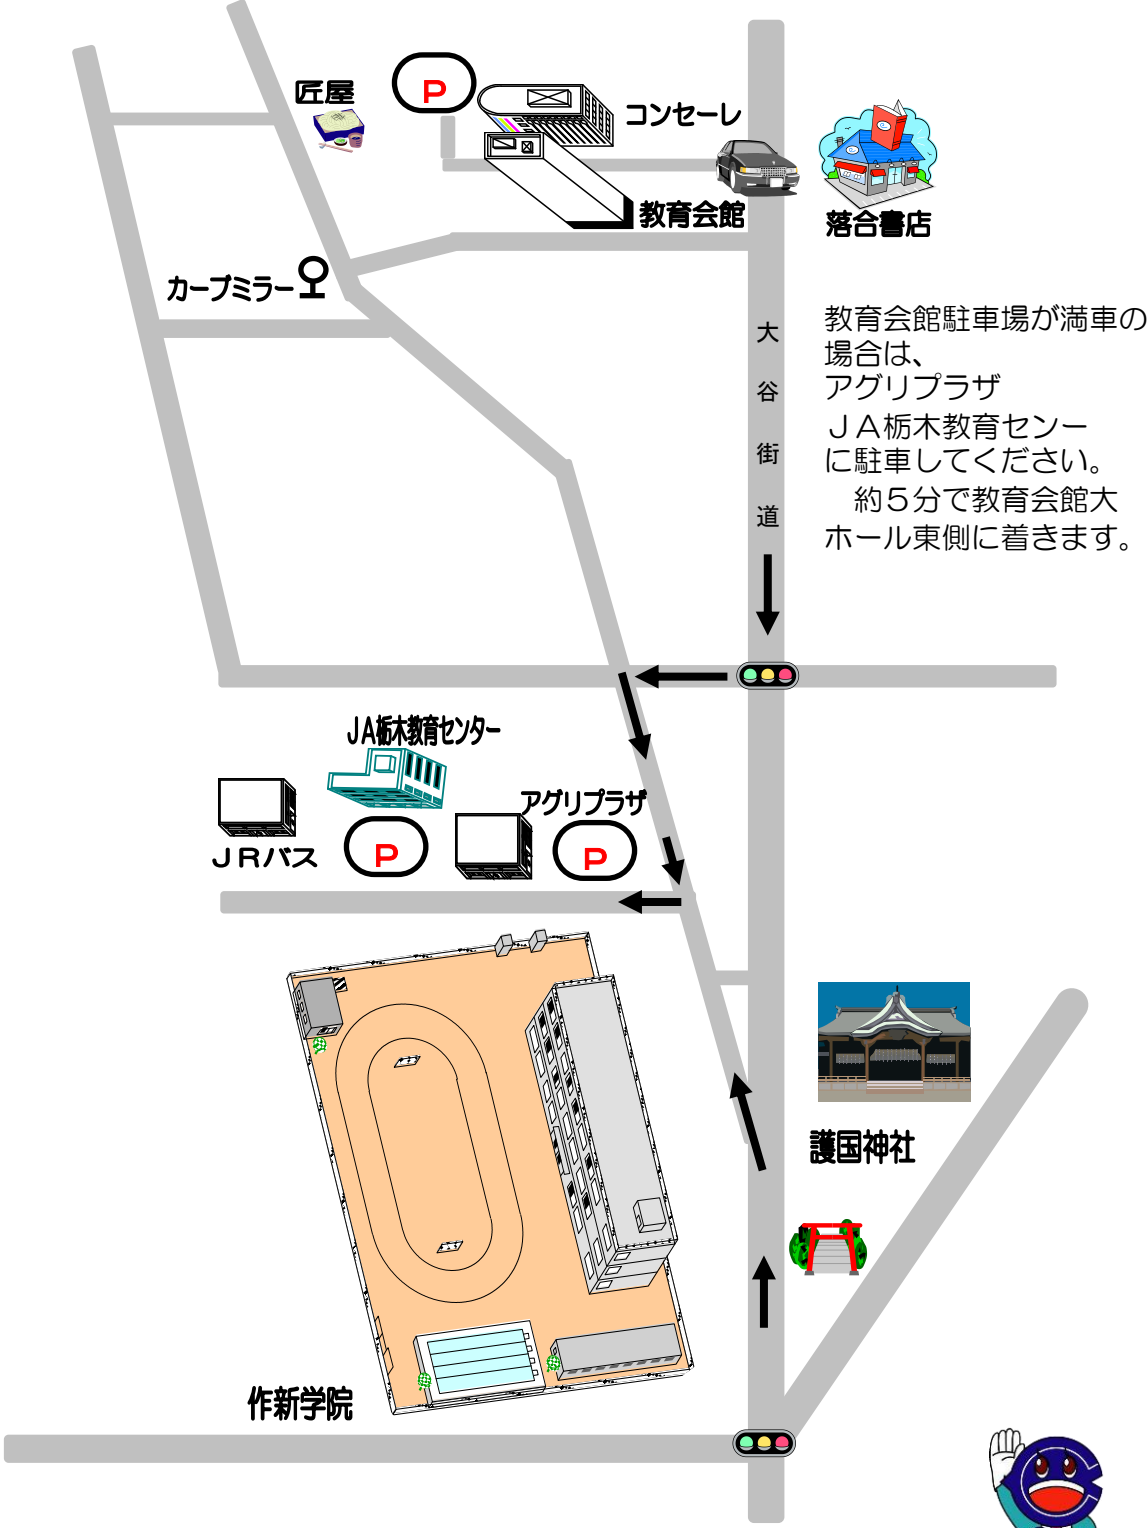 匠屋
P
コンセーレ
教育会館
落合書店
カーブミラー
大谷街道
教育会館駐車場が満車の
場合は、
アグリプラザ
ＪＡ栃木教育センー
に駐車してください。
　約５分で教育会館大
ホール東側に着きます。
ＪＡ栃木教育センター
アグリプラザ
ＪＲバス
P
P
護国神社
作新学院